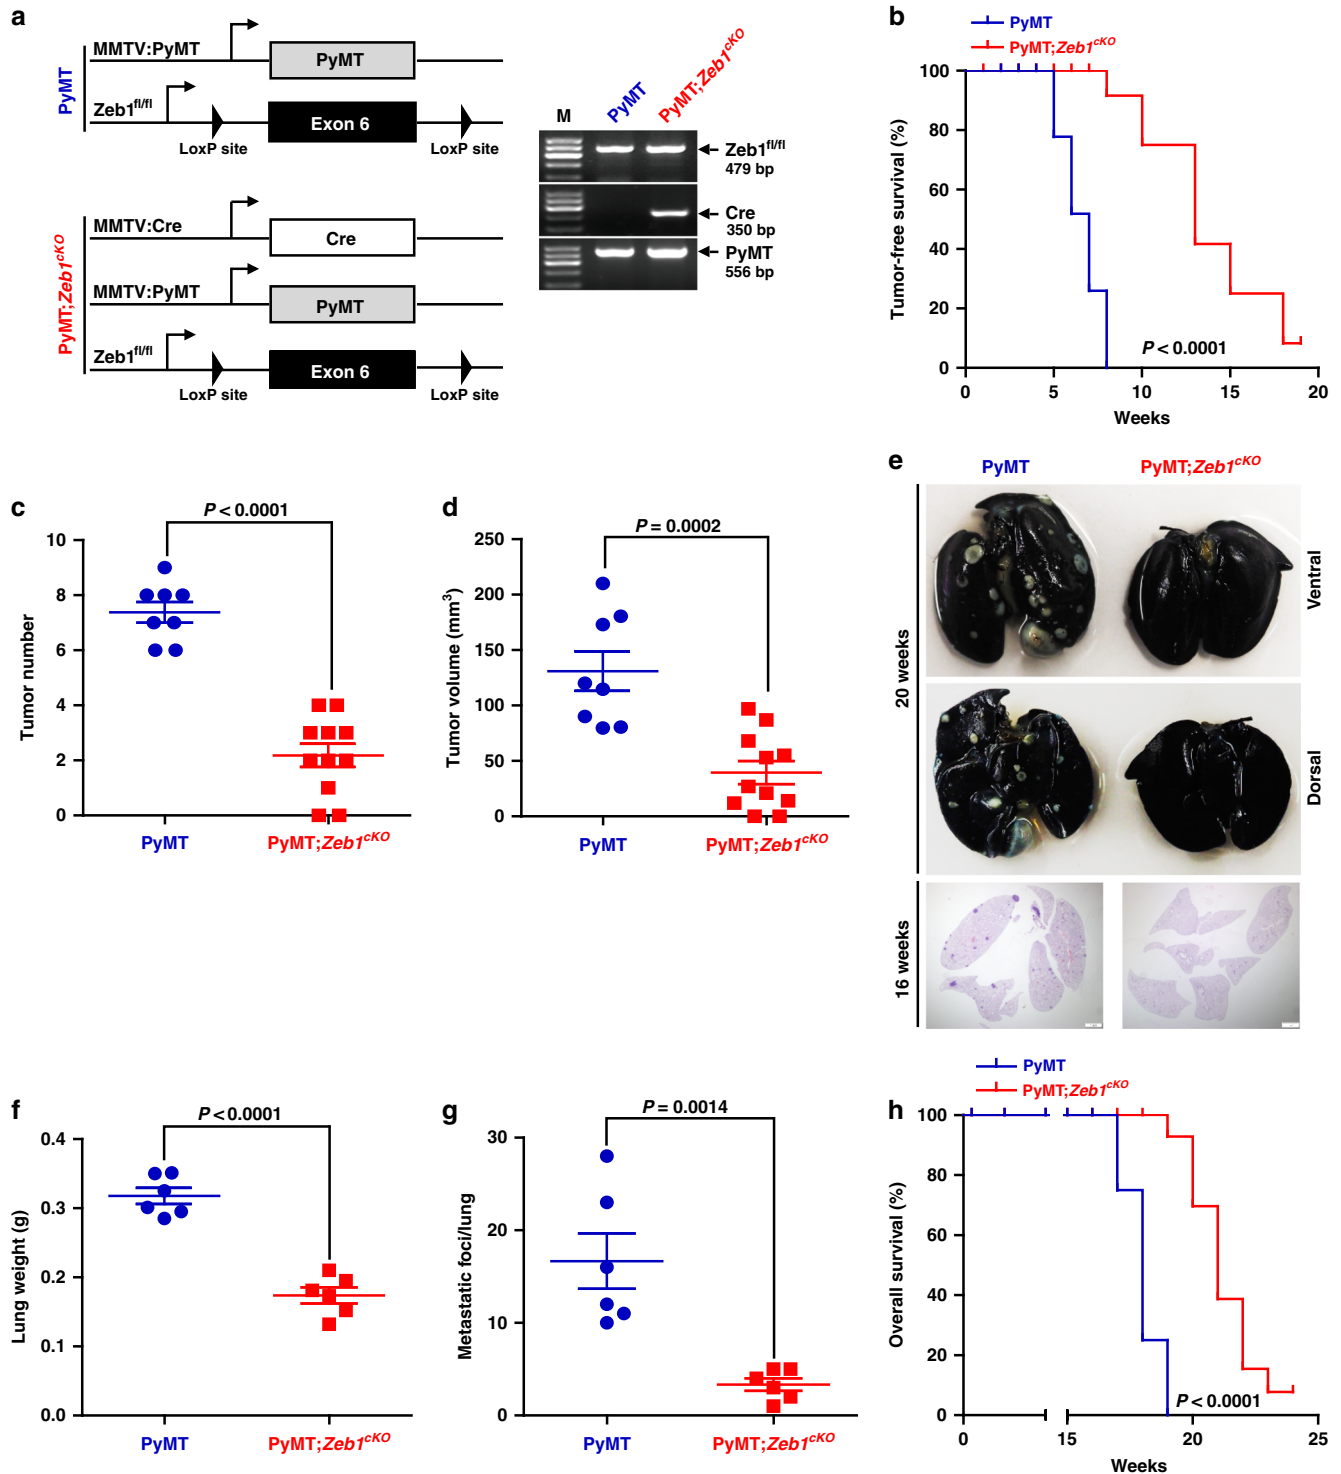 a
PyMT
MMTV:PyMT
PyMT
Zeb1fl/fl
Exon 6
LoxP site
LoxP site
PyMT;Zeb1cKO
MMTV:Cre
Cre
MMTV:PyMT
PyMT
Zeb1fl/fl
Exon 6
LoxP site
LoxP site
M
PyMT
PyMT;Zeb1cKO
Zeb1fl/fl
479 bp
Cre
350 bp
PyMT
556 bp
b
PyMT
PyMT;Zeb1cKO
Tumor-free survival (%)
100
80
60
40
20
0
P < 0.0001
0 5 10 15 20
Weeks
c
P < 0.0001
Tumor number
10
8
6
4
2
0
PyMT PyMT;Zeb1cKO
d
P = 0.0002
Tumor volume (mm3)
250
200
150
100
50
0
PyMT PyMT;Zeb1cKO
e
PyMT PyMT;Zeb1cKO
20 weeks
Ventral
Dorsal
16 weeks
f
P < 0.0001
Lung weight (g)
0.4
0.3
0.2
0.1
0.0
PyMT PyMT;Zeb1cKO
g
P = 0.0014
Metastatic foci/lung
30
20
10
0
PyMT PyMT;Zeb1cKO
h
PyMT
PyMT;Zeb1cKO
Overall survival (%)
100
80
60
40
20
0
P < 0.0001
0 15 20 25
Weeks